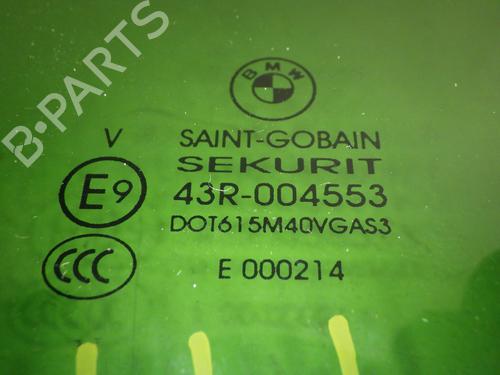 B-PARTS
BMW
V SAINT-GOBAIN
SEKURIT
E9 43R-004553
DOT615M40VGAS3
CCC E 000214